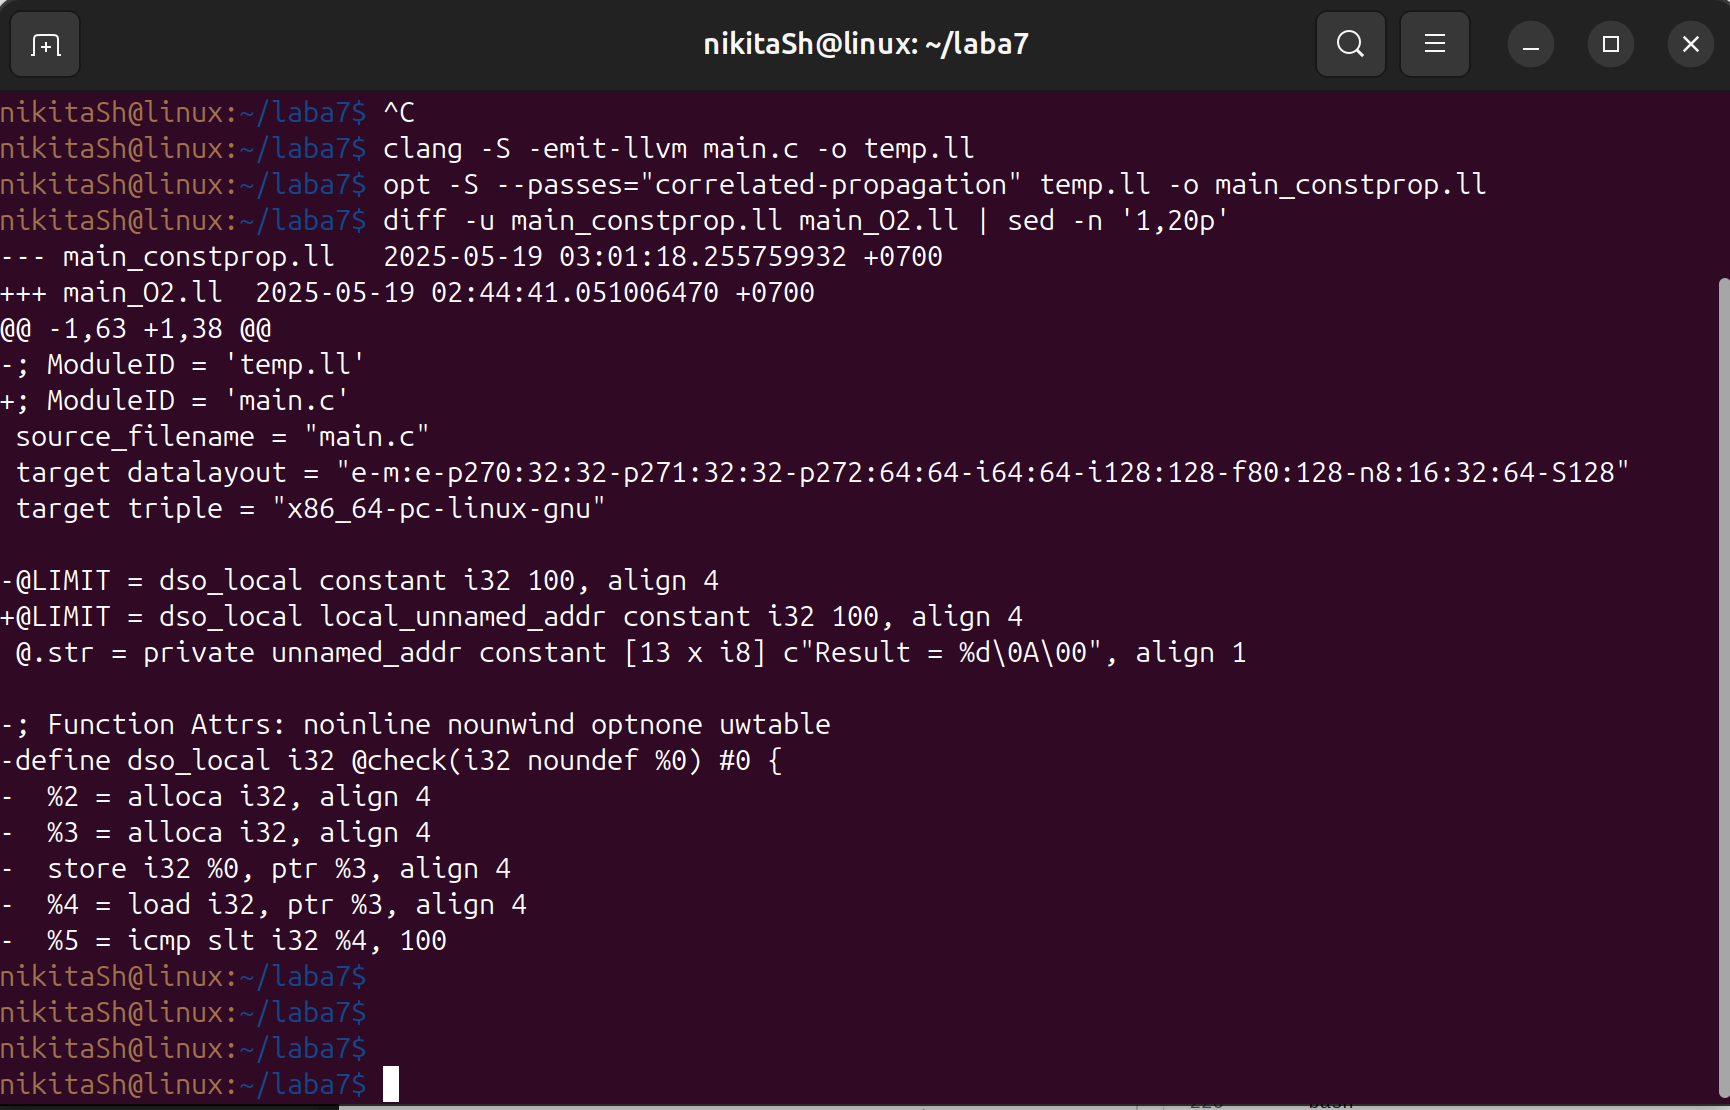 nikitaSh@linux: ~/laba7
nikitaSh@linux:~/laba7$ ^C
nikitaSh@linux:~/laba7$ clang -S -emit-llvm main.c -o temp.ll
nikitaSh@linux:~/laba7$ opt -S --passes="correlated-propagation" temp.ll -o main_constprop.ll
nikitaSh@linux:~/laba7$ diff -u main_constprop.ll main_O2.ll | sed -n '1,20p'
--- main_constprop.ll   2025-05-19 03:01:18.255759932 +0700
+++ main_O2.ll  2025-05-19 02:44:41.051006470 +0700
@@ -1,63 +1,38 @@
-; ModuleID = 'temp.ll'
+; ModuleID = 'main.c'
 source_filename = "main.c"
 target datalayout = "e-m:e-p270:32:32-p271:32:32-p272:64:64-i64:64-i128:128-f80:128-n8:16:32:64-S128"
 target triple = "x86_64-pc-linux-gnu"
-@LIMIT = dso_local constant i32 100, align 4
+@LIMIT = dso_local local_unnamed_addr constant i32 100, align 4
 @.str = private unnamed_addr constant [13 x i8] c"Result = %d\0A\00", align 1
-; Function Attrs: noinline nounwind optnone uwtable
-define dso_local i32 @check(i32 noundef %0) #0 {
-  %2 = alloca i32, align 4
-  %3 = alloca i32, align 4
-  store i32 %0, ptr %3, align 4
-  %4 = load i32, ptr %3, align 4
-  %5 = icmp slt i32 %4, 100
nikitaSh@linux:~/laba7$
nikitaSh@linux:~/laba7$
nikitaSh@linux:~/laba7$
nikitaSh@linux:~/laba7$